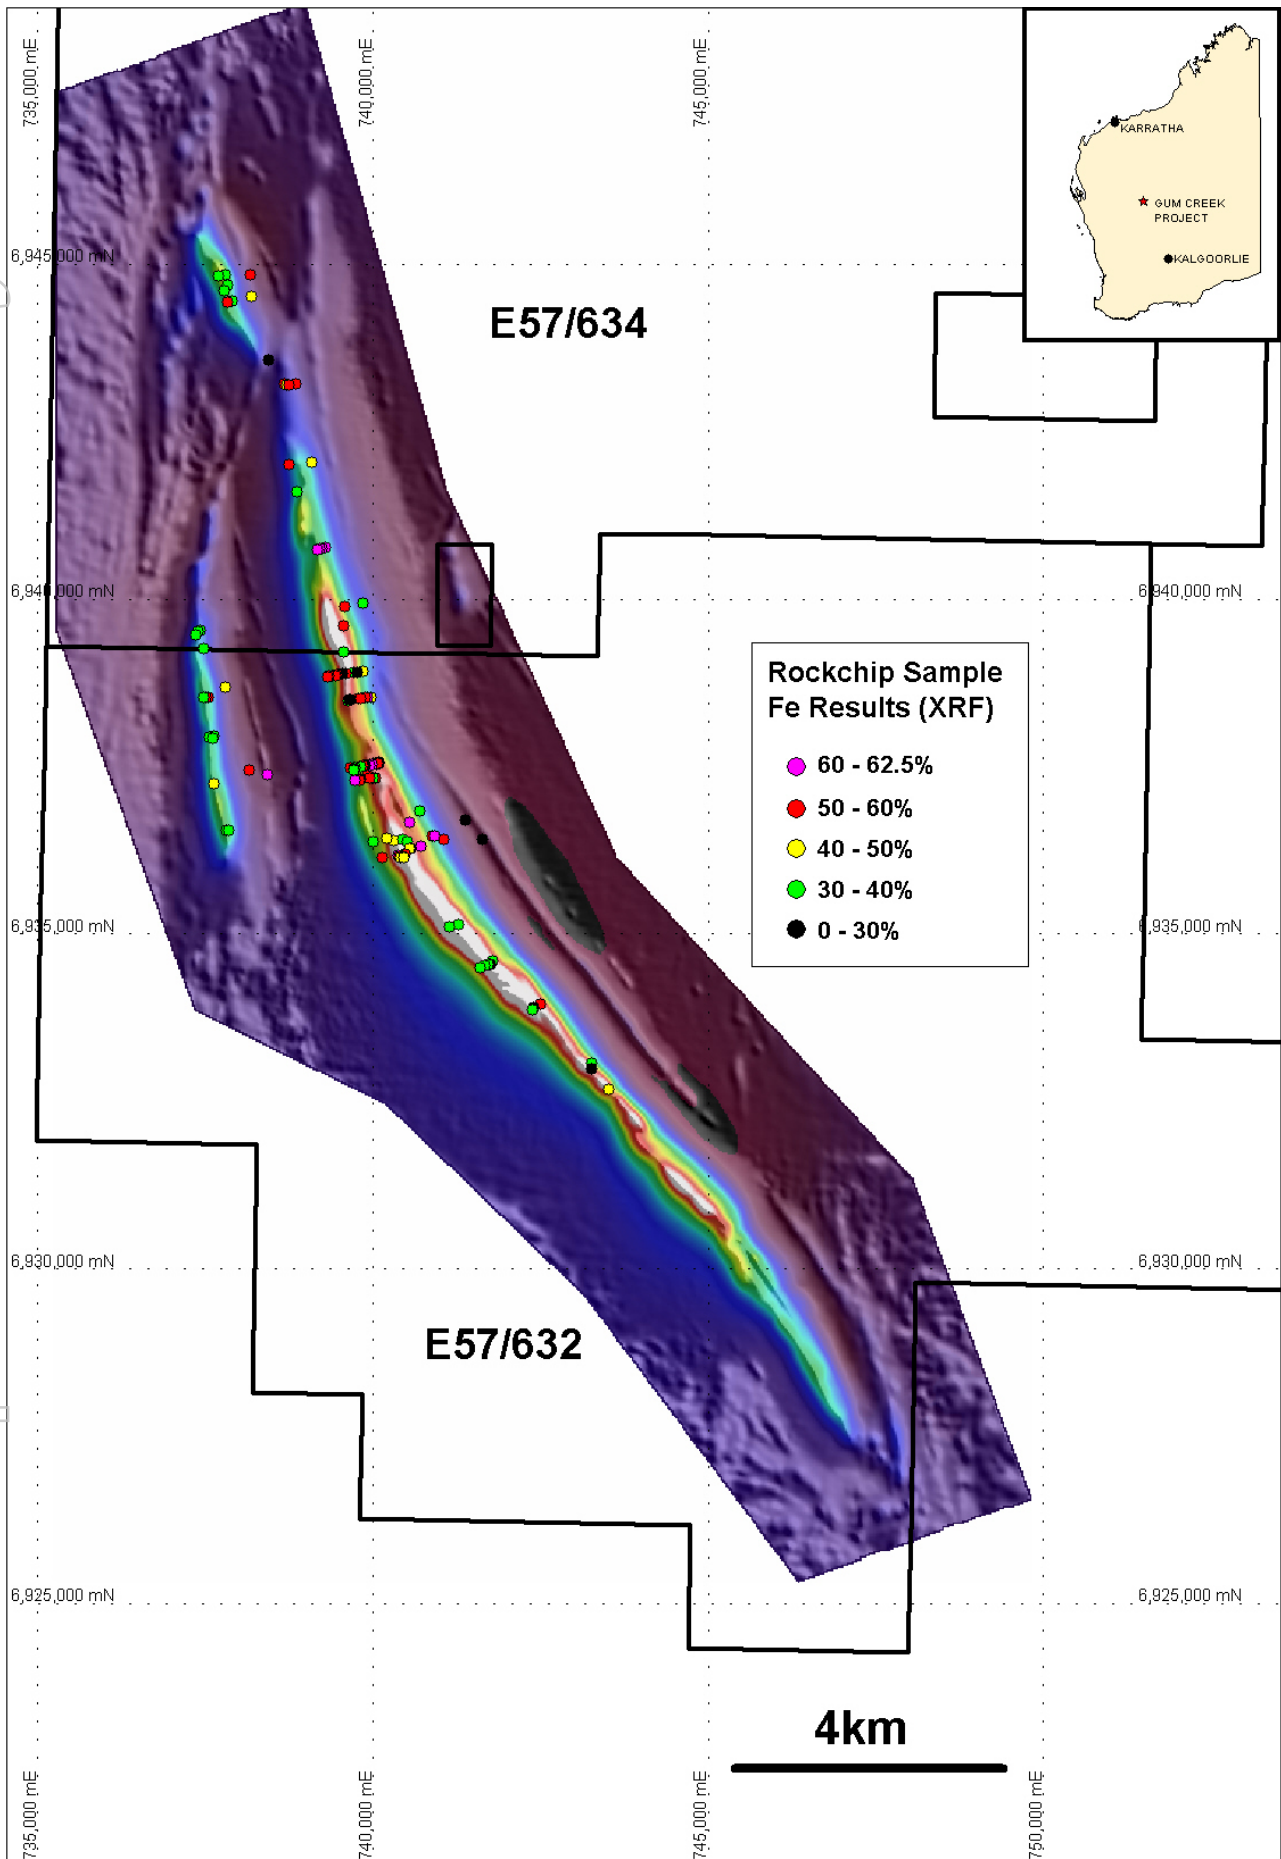 735,000 mE
740,000 mE
745,000 mE
KARRATHA
GUM CREEK
PROJECT
KALGOORLIE
6,945,000 mN
E57/634
6,940,000 mN
6,940,000 mN
Rockchip Sample
Fe Results (XRF)
60 - 62.5%
50 - 60%
40 - 50%
30 - 40%
0 - 30%
6,935,000 mN
6,935,000 mN
6,930,000 mN
6,930,000 mN
E57/632
6,925,000 mN
6,925,000 mN
4km
735,000 mE
740,000 mE
745,000 mE
750,000 mE